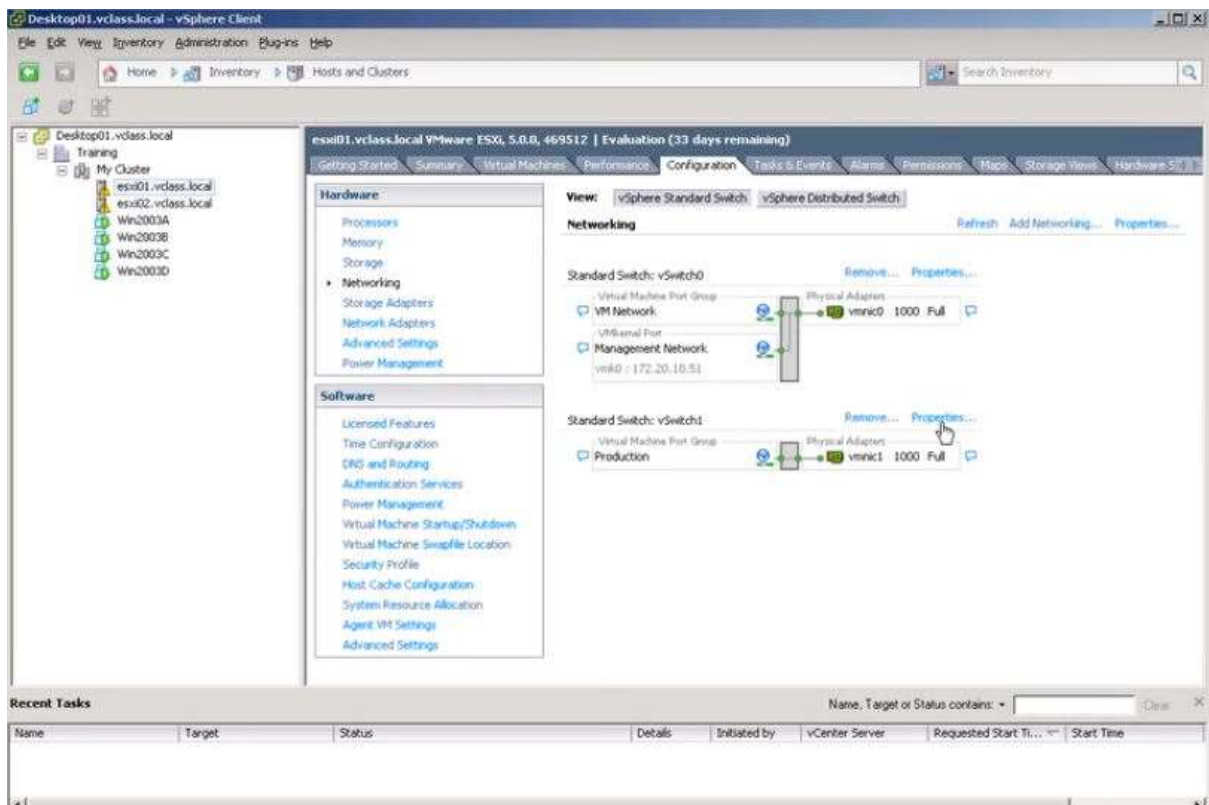 Desktop01.vclass.local - vSphere Client
File Edit View Inventory Administration Plug-ins Help
Home Inventory Hosts and Clusters
Search Inventory
Desktop01.vclass.local
Training
My Cluster
esxi01.vclass.local
esxi02.vclass.local
Win2003A
Win2003B
Win2003C
Win2003D
esxi01.vclass.local VMware ESXi, 5.0.0, 469512 | Evaluation (33 days remaining)
Getting Started Summary Virtual Machines Performance Configuration Tasks & Events Alarms Permissions Maps Storage Views Hardware S
Hardware
Processors
Memory
Storage
Networking
Storage Adapters
Network Adapters
Advanced Settings
Power Management
Software
Licensed Features
Time Configuration
DNS and Routing
Authentication Services
Power Management
Virtual Machine Startup/Shutdown
Virtual Machine Swapfile Location
Security Profile
Host Cache Configuration
System Resource Allocation
Agent VM Settings
Advanced Settings
View: vSphere Standard Switch vSphere Distributed Switch
Networking Refresh Add Networking... Properties...
Standard Switch: vSwitch0 Remove... Properties...
Virtual Machine Port Group Physical Adapters
VM Network vmnic0 1000 Full
VMkernel Port
Management Network
vmk0 : 172.20.10.51
Standard Switch: vSwitch1 Remove... Properties...
Virtual Machine Port Group Physical Adapters
Production vmnic1 1000 Full
Recent Tasks Name, Target or Status contains: Clear
Name Target Status Details Initiated by vCenter Server Requested Start Ti... Start Time